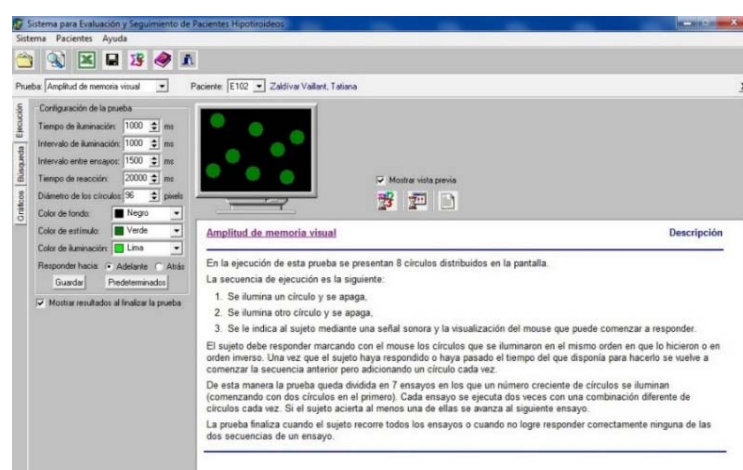 Sistema para Evaluación y Seguimiento de Pacientes Hipotiroideos
Sistema Pacientes Ayuda
Prueba: Amplitud de memoria visual Paciente: E102 Zaldívar Vaillant, Tatiana
Ejecución
Búsqueda
Gráficos
Configuración de la prueba
Tiempo de iluminación: 1000 ms
Intervalo de iluminación: 1000 ms
Intervalo entre ensayos: 1500 ms
Tiempo de reacción: 20000 ms
Diámetro de los círculos: 96 pixels
Color de fondo: Negro
Color de estímulo: Verde
Color de iluminación: Lima
Responder hacia: Adelante Atrás
Guardar Predeterminados
Mostrar resultados al finalizar la prueba
Mostrar vista previa
Amplitud de memoria visual Descripción
En la ejecución de esta prueba se presentan 8 círculos distribuidos en la pantalla.
La secuencia de ejecución es la siguiente:
1. Se ilumina un círculo y se apaga,
2. Se ilumina otro círculo y se apaga,
3. Se le indica al sujeto mediante una señal sonora y la visualización del mouse que puede comenzar a responder.
El sujeto debe responder marcando con el mouse los círculos que se iluminaron en el mismo orden en que lo hicieron o en
orden inverso. Una vez que el sujeto haya respondido o haya pasado el tiempo del que disponía para hacerlo se vuelve a
comenzar la secuencia anterior pero adicionando un círculo cada vez.
De esta manera la prueba queda dividida en 7 ensayos en los que un número creciente de círculos se iluminan
(comenzando con dos círculos en el primero). Cada ensayo se ejecuta dos veces con una combinación diferente de
círculos cada vez. Si el sujeto acierta al menos una de ellas se avanza al siguiente ensayo.
La prueba finaliza cuando el sujeto recorre todos los ensayos o cuando no logre responder correctamente ninguna de las
dos secuencias de un ensayo.